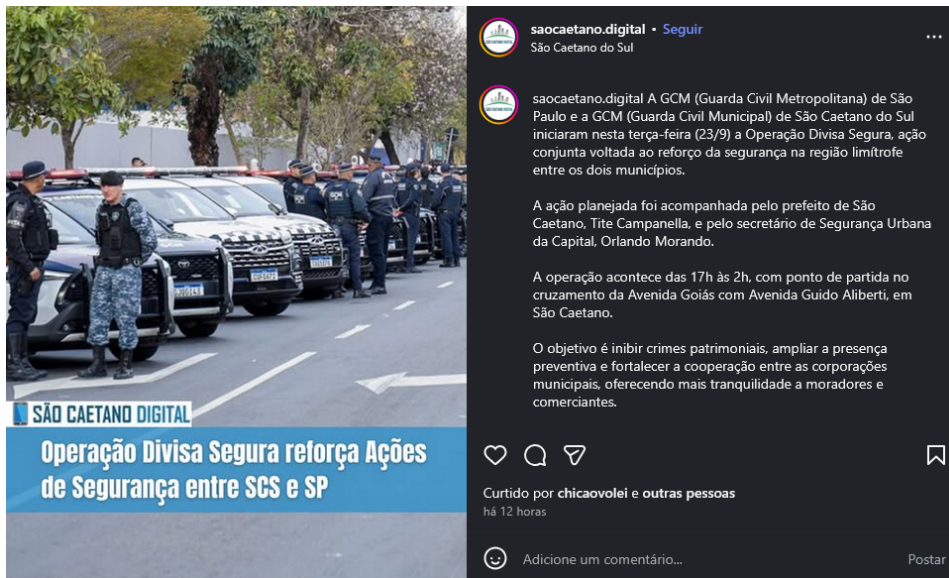 SÃO CAETANO DIGITAL
Operação Divisa Segura reforça Ações
de Segurança entre SCS e SP
saocaetano.digital • Seguir
São Caetano do Sul
saocaetano.digital A GCM (Guarda Civil Metropolitana) de São
Paulo e a GCM (Guarda Civil Municipal) de São Caetano do Sul
iniciaram nesta terça-feira (23/9) a Operação Divisa Segura, ação
conjunta voltada ao reforço da segurança na região limítrofe
entre os dois municípios.
A ação planejada foi acompanhada pelo prefeito de São
Caetano, Tite Campanella, e pelo secretário de Segurança Urbana
da Capital, Orlando Morando.
A operação acontece das 17h às 2h, com ponto de partida no
cruzamento da Avenida Goiás com Avenida Guido Aliberti, em
São Caetano.
O objetivo é inibir crimes patrimoniais, ampliar a presença
preventiva e fortalecer a cooperação entre as corporações
municipais, oferecendo mais tranquilidade a moradores e
comerciantes.
Curtido por chicaovolei e outras pessoas
há 12 horas
Adicione um comentário...
Postar